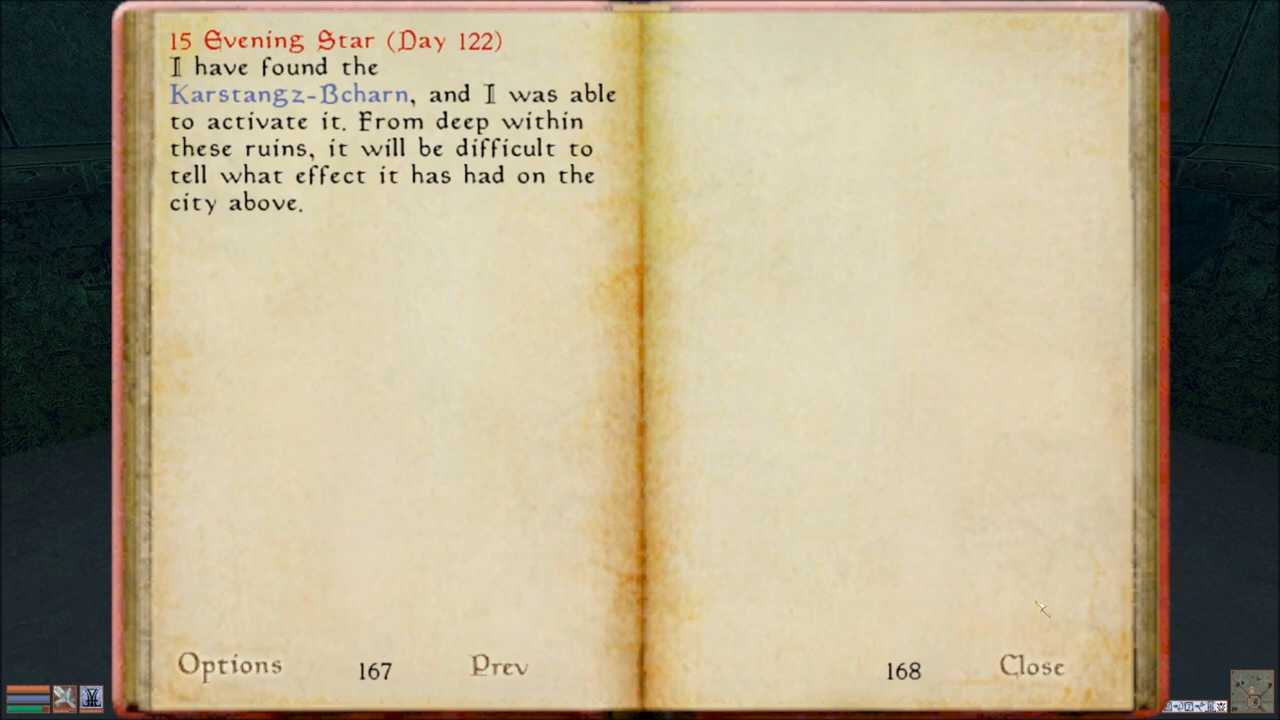 15 Evening Star (Day 122)
I have found the
Karstangz-Bcharn, and I was able
to activate it. From deep within
these ruins, it will be difficult to
tell what effect it has had on the
city above.
Options
167
Prev
168
Close